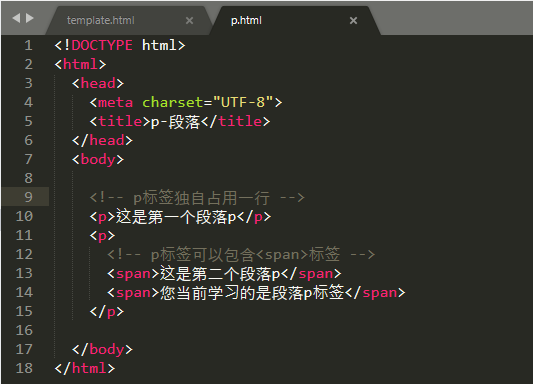 template.html × p.html ×
1 <!DOCTYPE html>
2 <html>
3 <head>
4 <meta charset="UTF-8">
5 <title>p-段落</title>
6 </head>
7 <body>
8
9 <!-- p标签独自占用一行 -->
10 <p>这是第一个段落p</p>
11 <p>
12 <!-- p标签可以包含<span>标签 -->
13 <span>这是第二个段落p</span>
14 <span>您当前学习的是段落p标签</span>
15 </p>
16
17 </body>
18 </html>